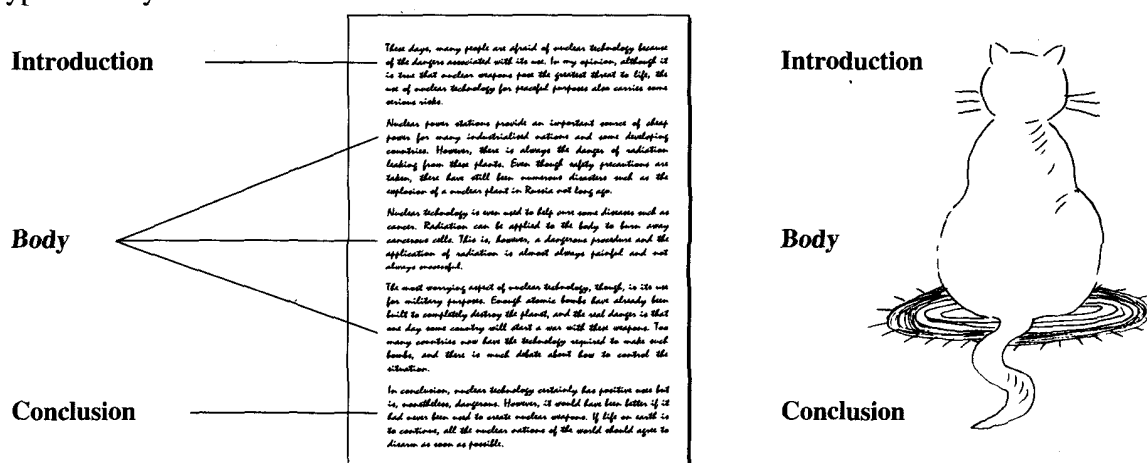 Introduction
These days, many people are afraid of nuclear technology because
of the dangers associated with its use. In my opinion, although it
is true that nuclear weapons pose the greatest threat to life, the
use of nuclear technology for peaceful purposes also carries some
serious risks.
Nuclear power stations provide an important source of cheap
power for many industrialised nations and some developing
countries. However, there is always the danger of radiation
leaking from these plants. Even though safety precautions are
taken, there have still been numerous disasters such as the
explosion of a nuclear plant in Russia not long ago.
Body
Nuclear technology is even used to help cure some diseases such as
cancer. Radiation can be applied to the body to burn away
cancerous cells. This is, however, a dangerous procedure and the
application of radiation is almost always painful and not
always successful.
The most worrying aspect of nuclear technology, though, is its use
for military purposes. Enough atomic bombs have already been
built to completely destroy the planet, and the real danger is that
one day some country will start a war with these weapons. Too
many countries now have the technology required to make such
bombs, and there is much debate about how to control the
situation.
Conclusion
In conclusion, nuclear technology certainly has positive uses but
is, nonetheless, dangerous. However, it would have been better if it
had never been used to create nuclear weapons. If life on earth is
to continue, all the nuclear nations of the world should agree to
disarm as soon as possible.
Introduction
Body
Conclusion